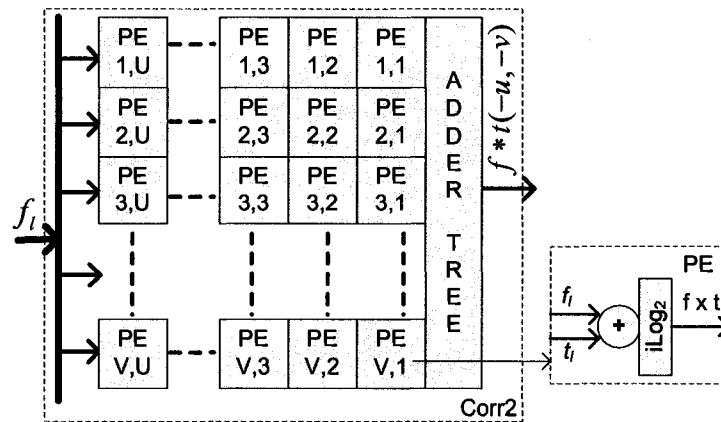 PE 1,U PE 1,3 PE 1,2 PE 1,1
PE 2,U PE 2,3 PE 2,2 PE 2,1
PE 3,U PE 3,3 PE 3,2 PE 3,1
PE V,U PE V,3 PE V,2 PE V,1
ADDER TREE
f * t(−u,−v)
f_l
Corr2
PE
f_l
t_l
+
iLog₂
f x t